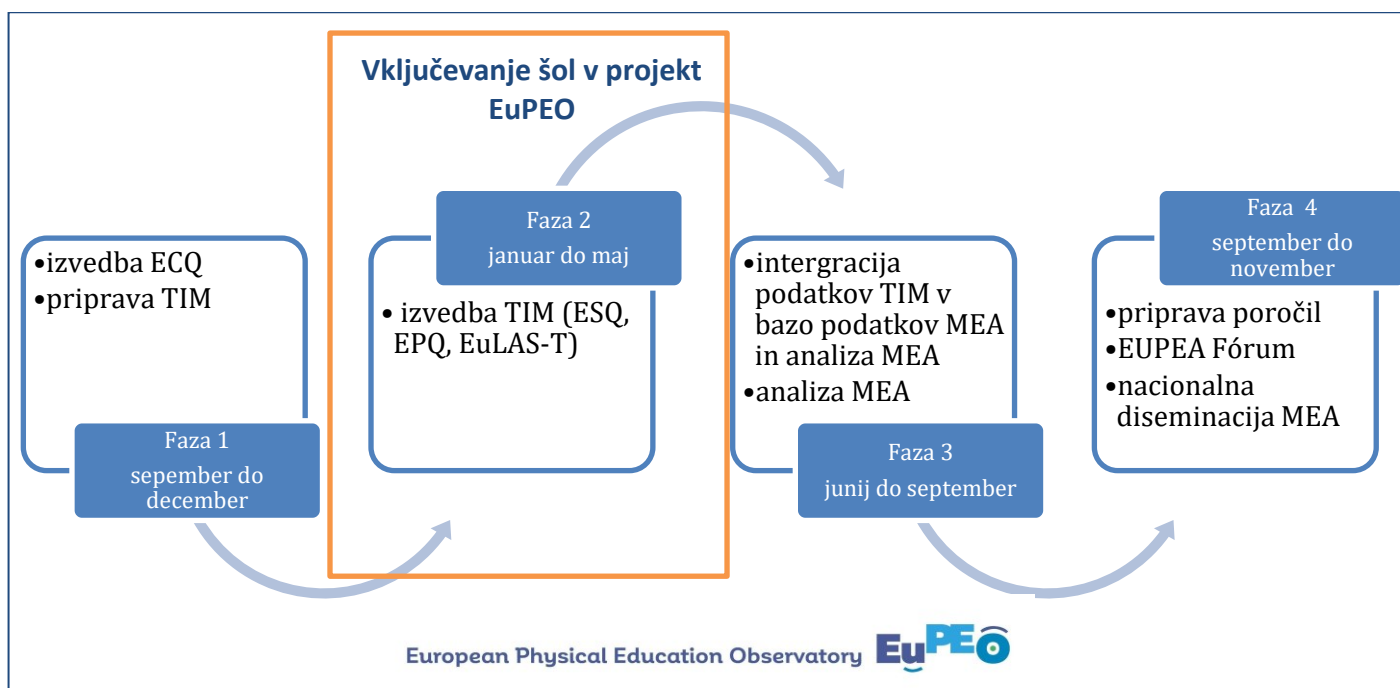 Vključevanje šol v projekt
EuPEO
•izvedba ECQ
•priprava TIM
Faza 1
sepember do
december
Faza 2
januar do maj
• izvedba TIM (ESQ,
EPQ, EuLAS-T)
•intergracija
podatkov TIM v
bazo podatkov MEA
in analiza MEA
•analiza MEA
Faza 3
junij do september
Faza 4
september do
november
•priprava poročil
•EUPEA Fórum
•nacionalna
diseminacija MEA
European Physical Education Observatory EuPEO